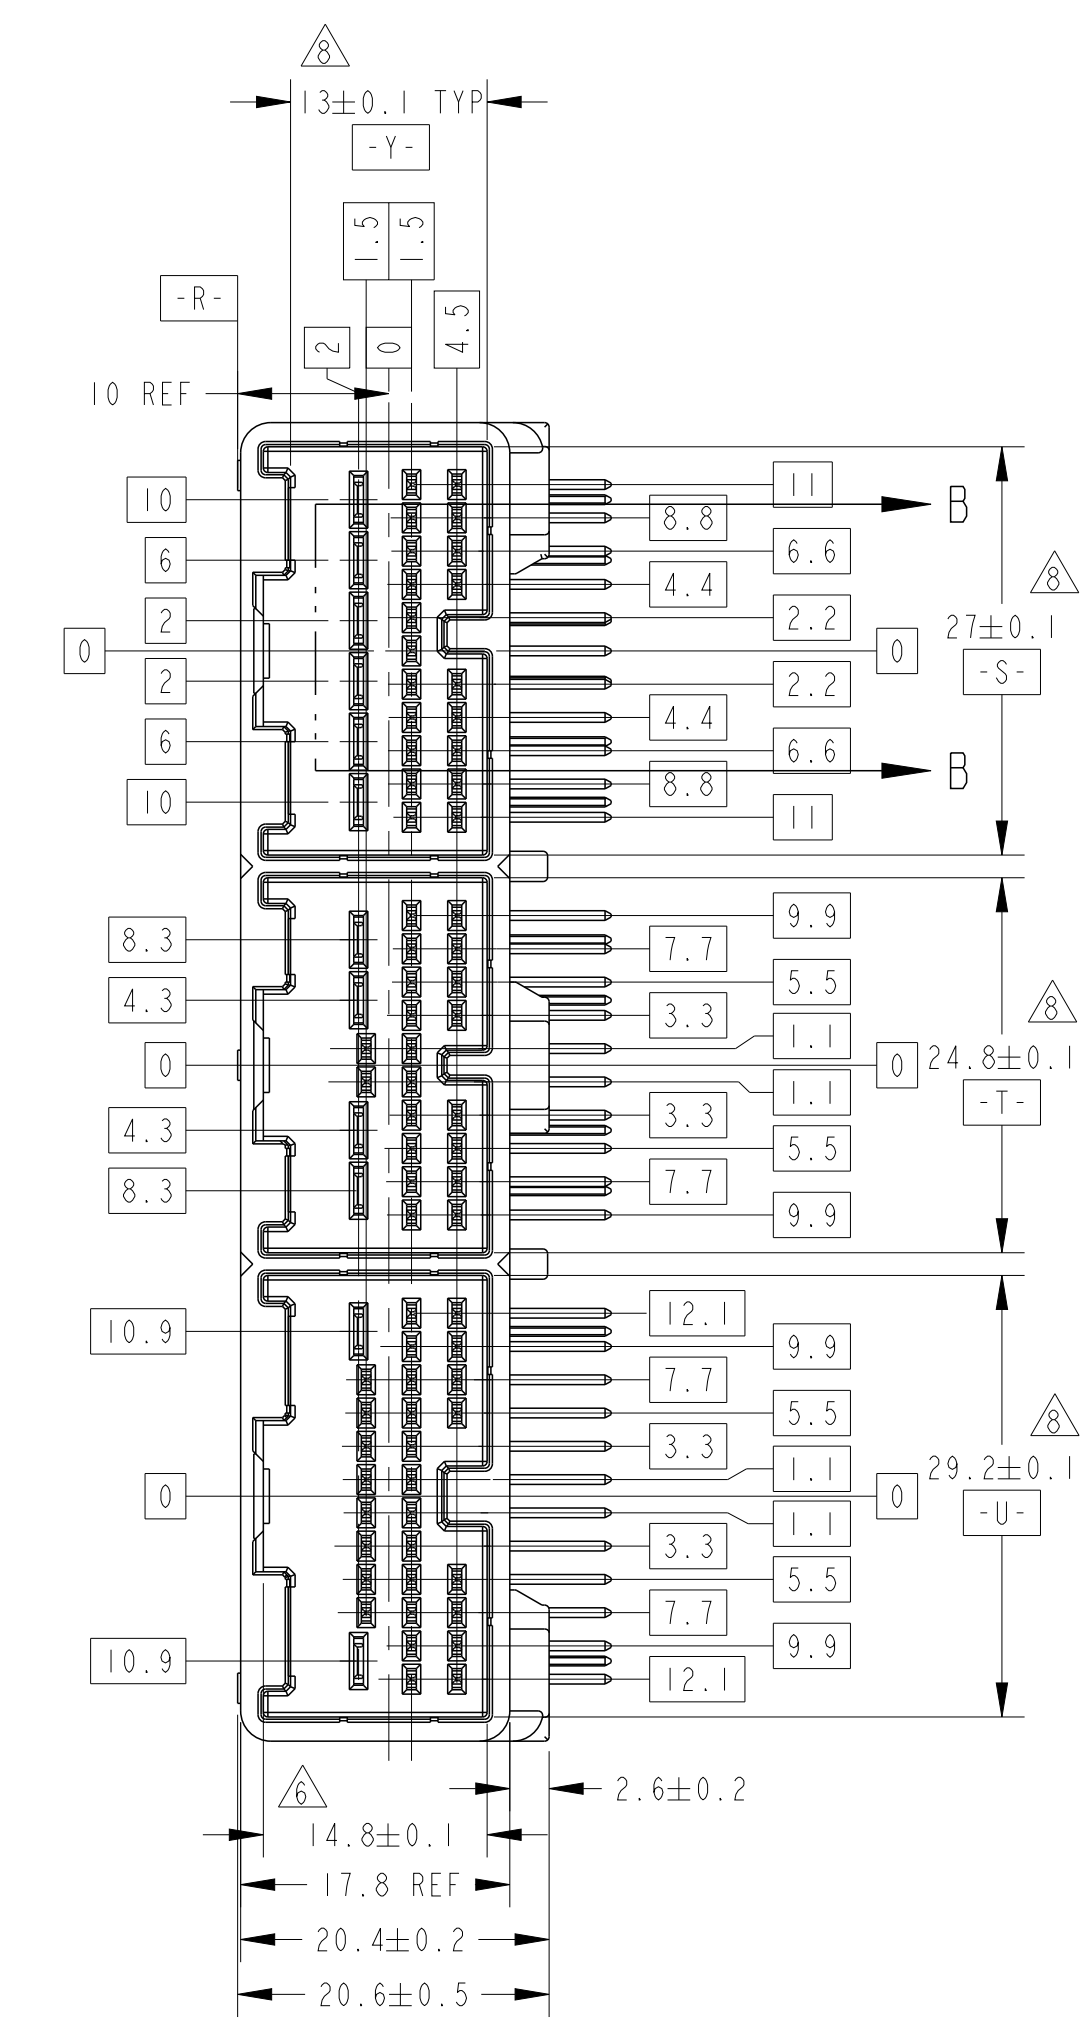 8
13±0.1 TYP
-Y-
1.5 1.5
-R-
2 0 4.5
10 REF
10 11
8.8 B
6 6.6 8
4.4
2 2.2 27±0.1
0 0 -S-
2 2.2
4.4
6 6.6
8.8 B
10 11
9.9
8.3 7.7
5.5
4.3 3.3 8
1.1
0 0 24.8±0.1
1.1 -T-
4.3 3.3
5.5
8.3 7.7
9.9
12.1
10.9 9.9
7.7
5.5 8
3.3
1.1 29.2±0.1
0 0 -U-
1.1
3.3
5.5
7.7
10.9 9.9
12.1
6 2.6±0.2
14.8±0.1
17.8 REF
20.4±0.2
20.6±0.5